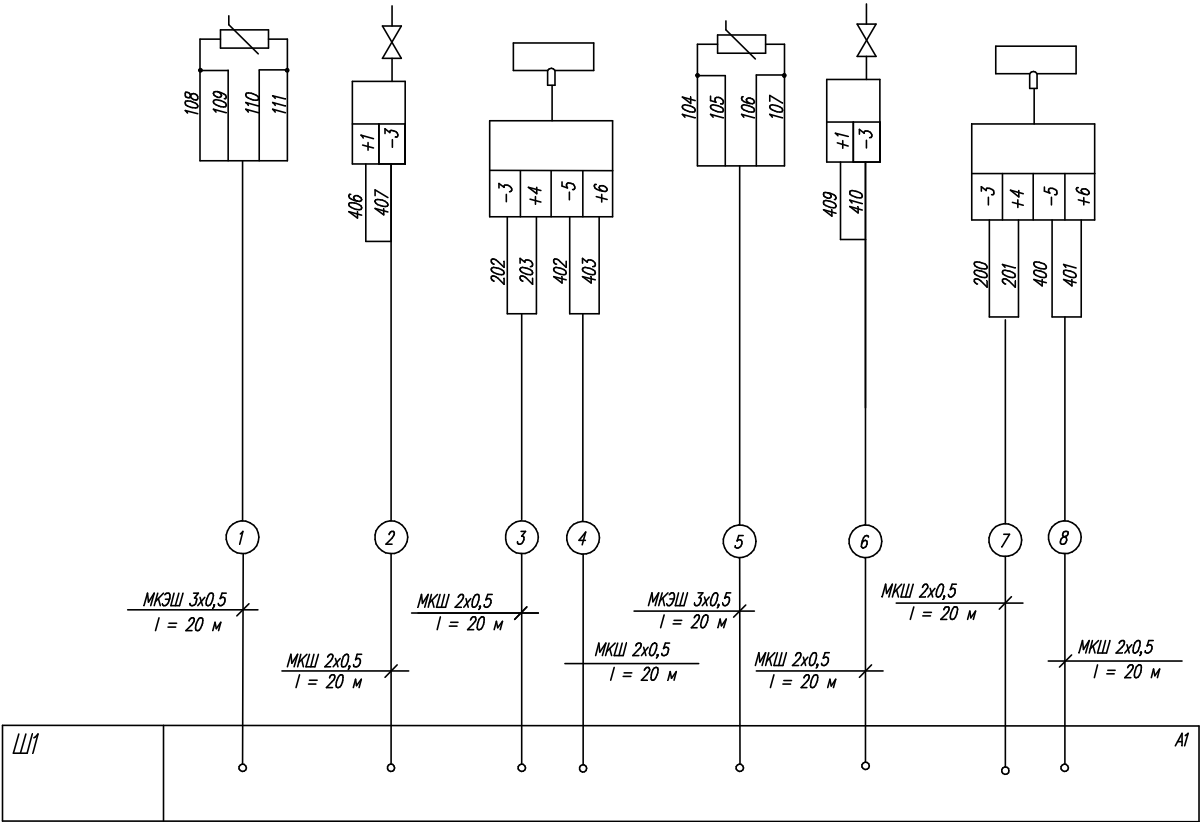 108
109
110
111
+1
-3
406
407
-3
+4
-5
+6
202
203
402
403
104
105
106
107
+1
-3
409
410
-3
+4
-5
+6
200
201
400
401
1
2
3
4
5
6
7
8
МКЭШ 3х0,5
l = 20 м
МКШ 2х0,5
l = 20 м
МКШ 2х0,5
l = 20 м
МКШ 2х0,5
l = 20 м
МКЭШ 3х0,5
l = 20 м
МКШ 2х0,5
l = 20 м
МКШ 2х0,5
l = 20 м
МКШ 2х0,5
l = 20 м
Ш1
А1